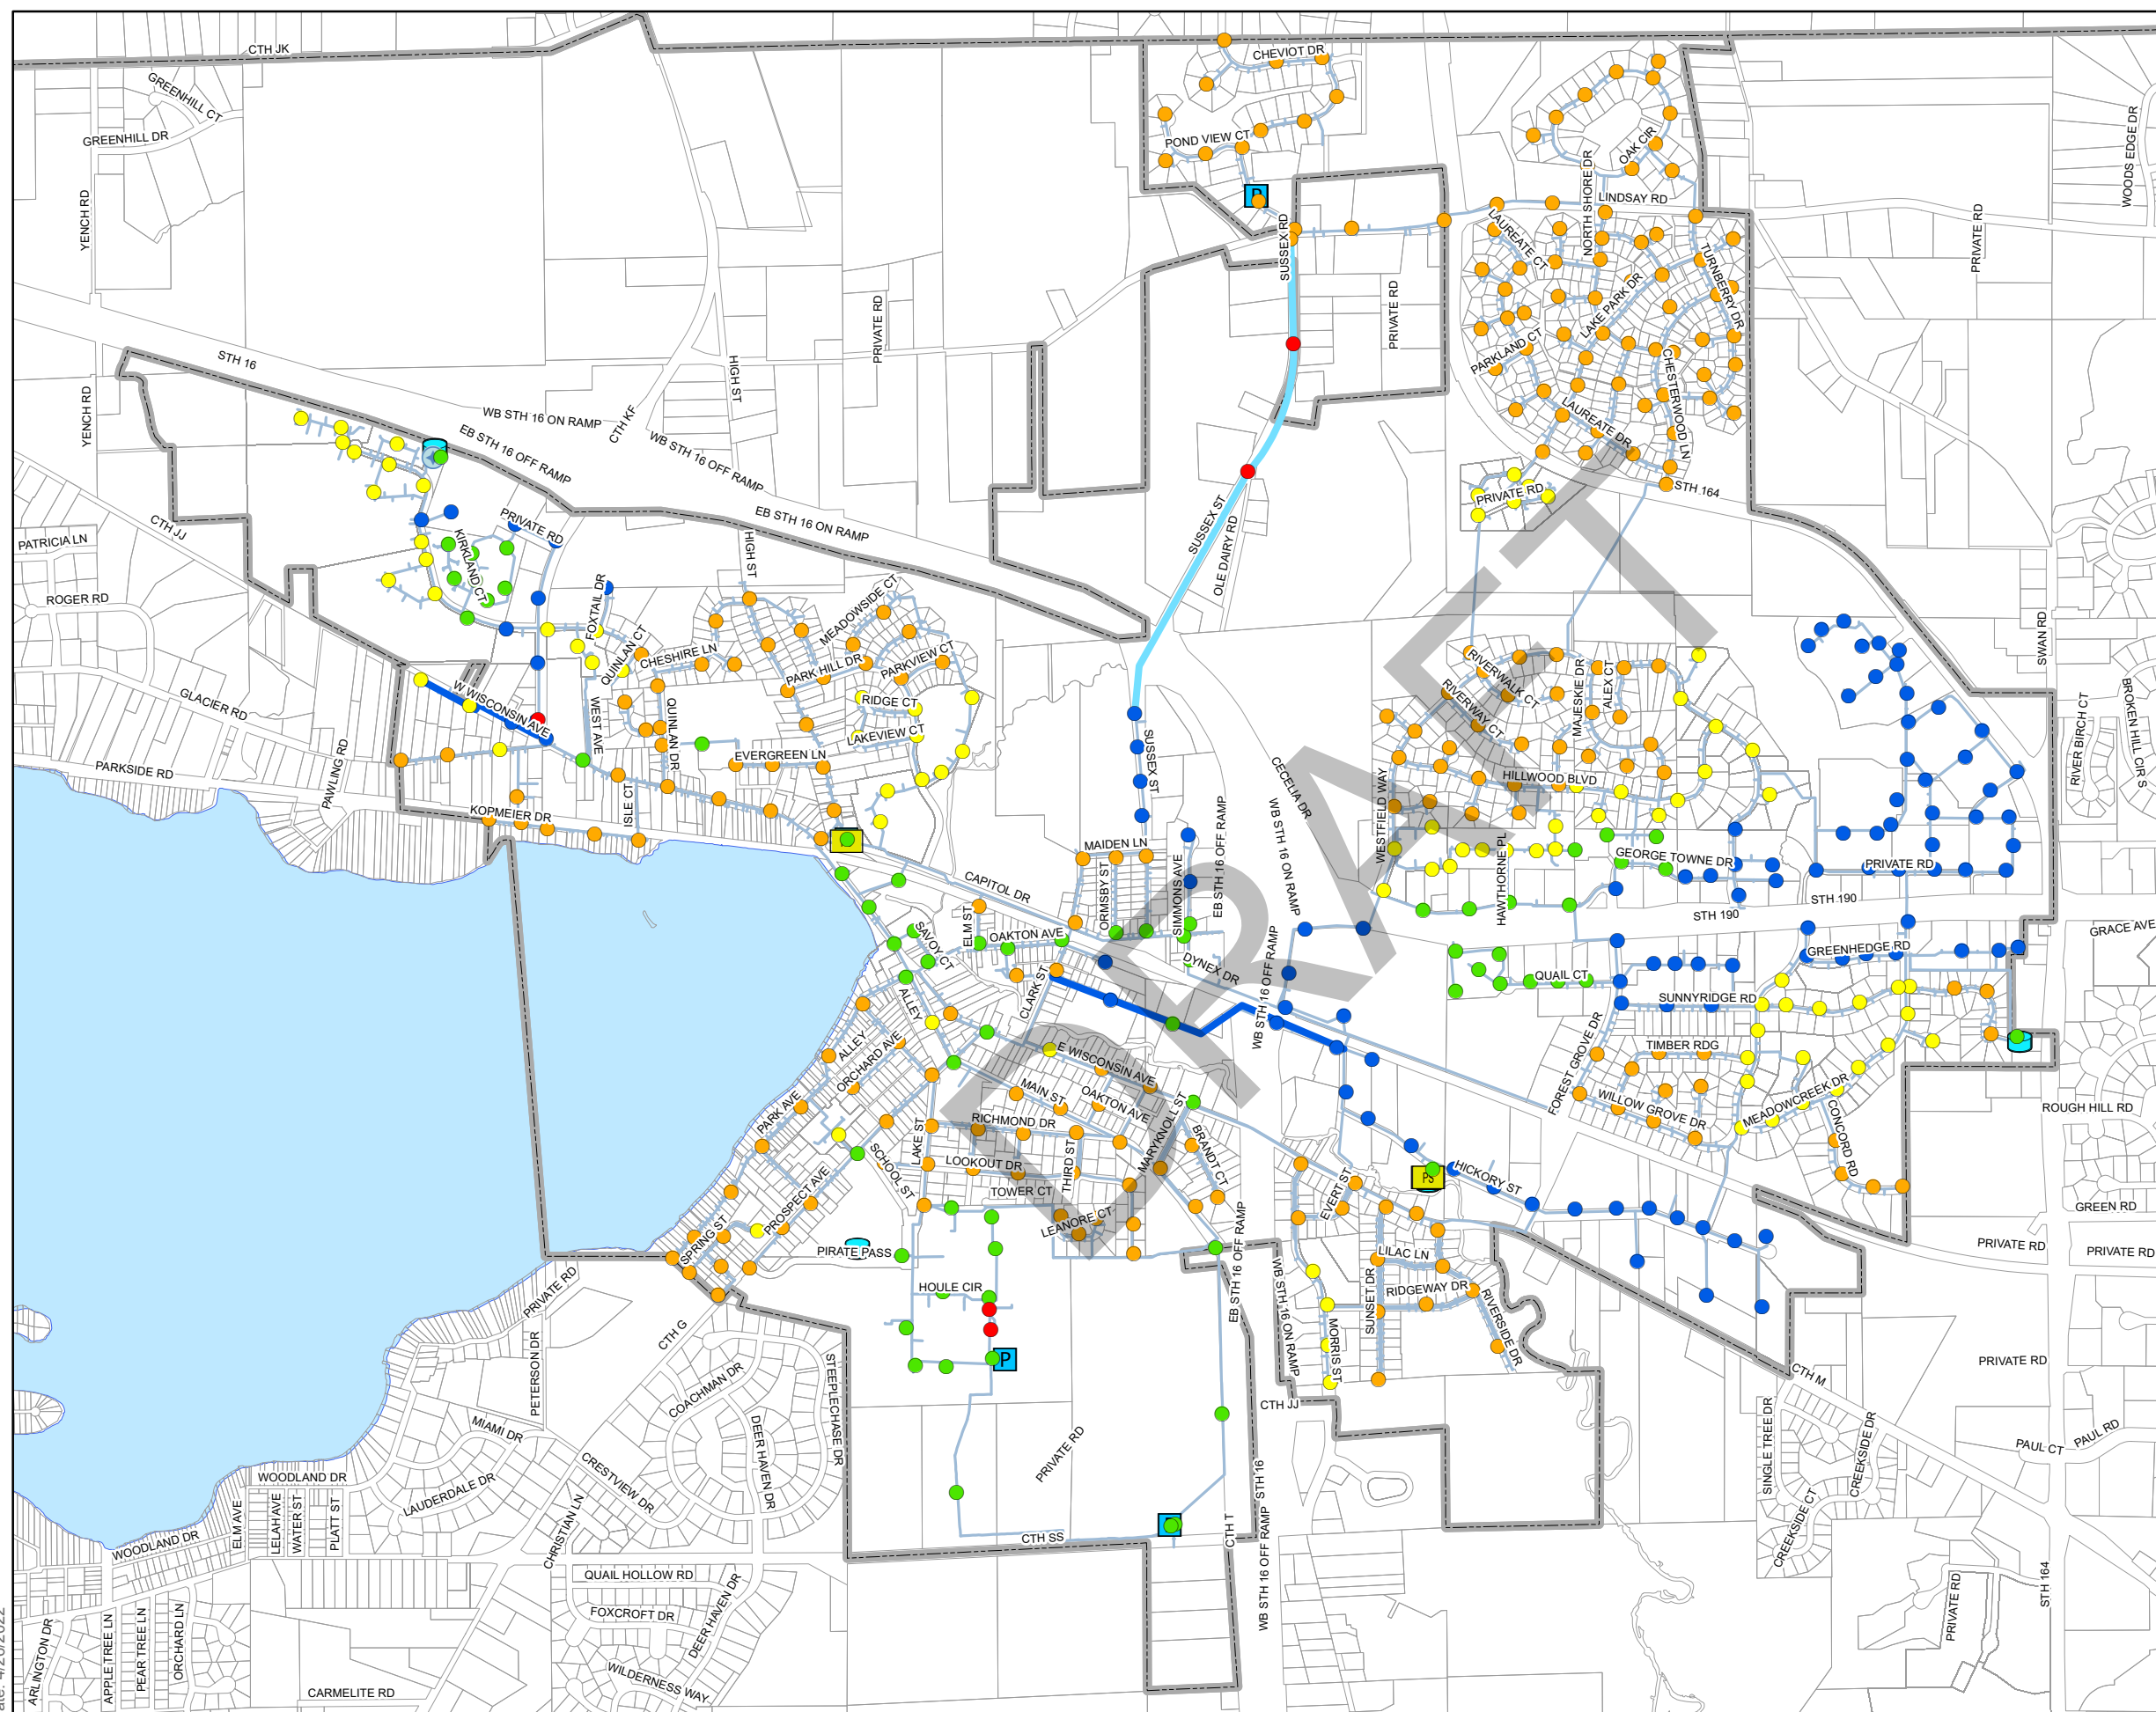 CTH JK
CHEVIOT DR
GREENHILL CT
GREENHILL DR
POND VIEW CT
OAK CIR
WOODS EDGE DR
YENCH RD
P
NORTH SHORE DR
LINDSAY RD
PRIVATE RD
SUSSEX RD
LAUREATE CT
TURNBERRY DR
PRIVATE RD
PRIVATE RD
LAKE PARK DR
PARKLAND CT
CHESTERWOOD LN
STH 16
HIGH ST
YENCH RD
WB STH 16 ON RAMP
CTH KF
LAUREATE DR
EB STH 16 OFF RAMP
WB STH 16 OFF RAMP
PRIVATE RD
STH 164
EB STH 16 ON RAMP
CTH JJ
PRIVATE RD
SUSSEX ST
OLE DAIRY RD
PATRICIA LN
KIRKLAND CT
HIGH ST
ROGER RD
FOXTAIL DR
MEADOWSIDE CT
SWAN RD
QUINLAN CT
CHESHIRE LN
PARK HILL DR
PARKVIEW CT
RIVERWALK CT
MAJESKIE DR
ALEX CT
GLACIER RD
W WISCONSIN AVE
RIDGE CT
RIVERWAY CT
RIVER BIRCH CT
BROKEN HILL CIR S
WEST AVE
QUINLAN DR
LAKEVIEW CT
EVERGREEN LN
SUSSEX ST
CECELIA DR
HILLWOOD BLVD
PARKSIDE RD
PAWLING RD
KOPMEIER DR
ISLE CT
WESTFIELD WAY
MAIDEN LN
EB STH 16 OFF RAMP
WB STH 16 ON RAMP
GEORGE TOWNE DR
PRIVATE RD
CAPITOL DR
ORMSBY ST
SIMMONS AVE
HAWTHORNE PL
STH 190
STH 190
ELM ST
OAKTON AVE
SAVOY CT
GRACE AVE
GREENHEDGE RD
DYNEX DR
WB STH 16 OFF RAMP
QUAIL CT
CLARK ST
ALLEY
SUNNYRIDGE RD
ALLEY
ORCHARD AVE
E WISCONSIN AVE
FOREST GROVE DR
TIMBER RDG
MAIN ST
OAKTON AVE
PARK AVE
WILLOW GROVE DR
MEADOWCREEK DR
CONCORD RD
ROUGH HILL RD
RICHMOND DR
LAKE ST
MARYKNOLL ST
BRANDT CT
SCHOOL ST
LOOKOUT DR
THIRD ST
PS
HICKORY ST
TOWER CT
EVERT ST
PROSPECT AVE
GREEN RD
LEANORE CT
SPRING ST
PIRATE PASS
EB STH 16 OFF RAMP
LILAC LN
PRIVATE RD
PRIVATE RD
HOULE CIR
WB STH 16 ON RAMP
SUNSET DR
RIDGEWAY DR
RIVERSIDE DR
PRIVATE RD
CTH G
MORRIS ST
P
PETERSON DR
STEEPLECHASE DR
COACHMAN DR
PRIVATE RD
CTH M
CTH JJ
MIAMI DR
DEER HAVEN DR
PRIVATE RD
SINGLE TREE DR
CREEKSIDE DR
PAUL CT
PAUL RD
WOODLAND DR
LAUDERDALE DR
CRESTVIEW DR
STH 16
CREEKSIDE CT
ELM AVE
LELAH AVE
WATER ST
PLATT ST
CHRISTIAN LN
WOODLAND DR
CTH SS
CTH T
WB STH 16 OFF RAMP
QUAIL HOLLOW RD
STH 164
PRIVATE RD
FOXCROFT DR
DEER HAVEN DR
ARLINGTON DR
APPLE TREE LN
PEAR TREE LN
ORCHARD LN
WILDERNESS WAY
CARMELITE RD
DRAFT